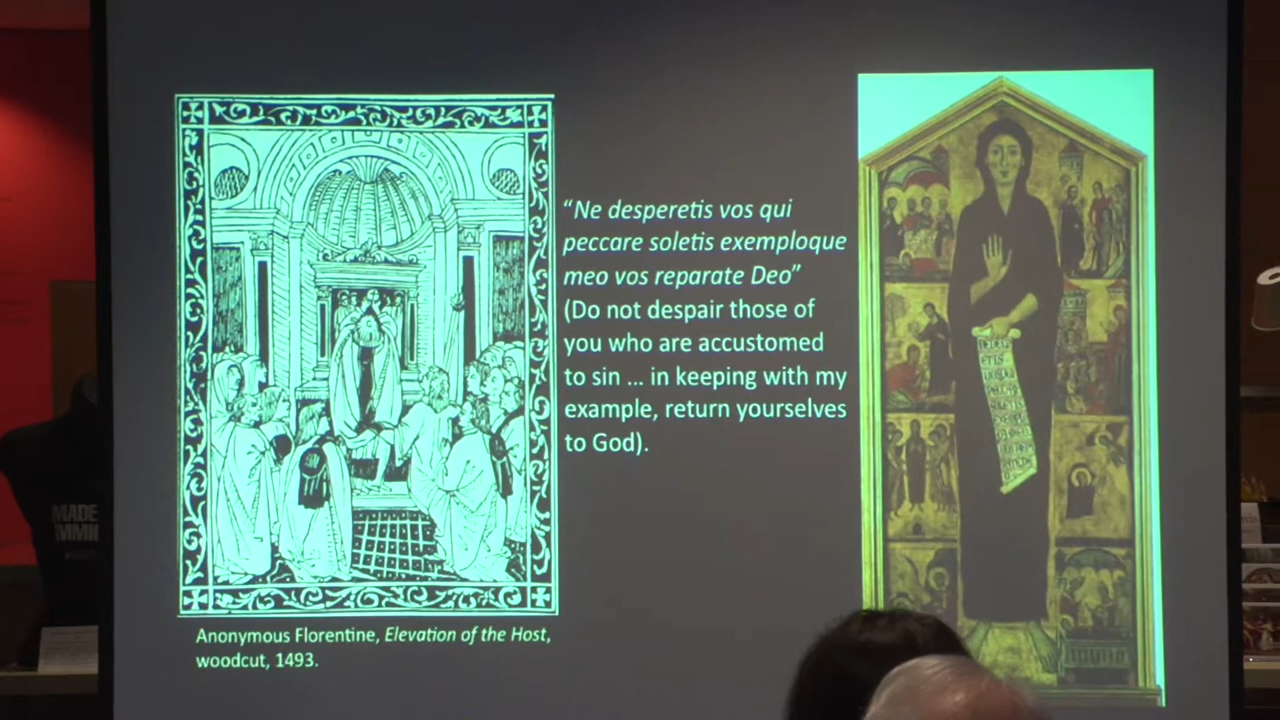 “Ne desperetis vos qui
peccare soletis exemploque
meo vos reparate Deo”
(Do not despair those of
you who are accustomed
to sin ... in keeping with my
example, return yourselves
to God).
Anonymous Florentine, Elevation of the Host,
woodcut, 1493.
MADE